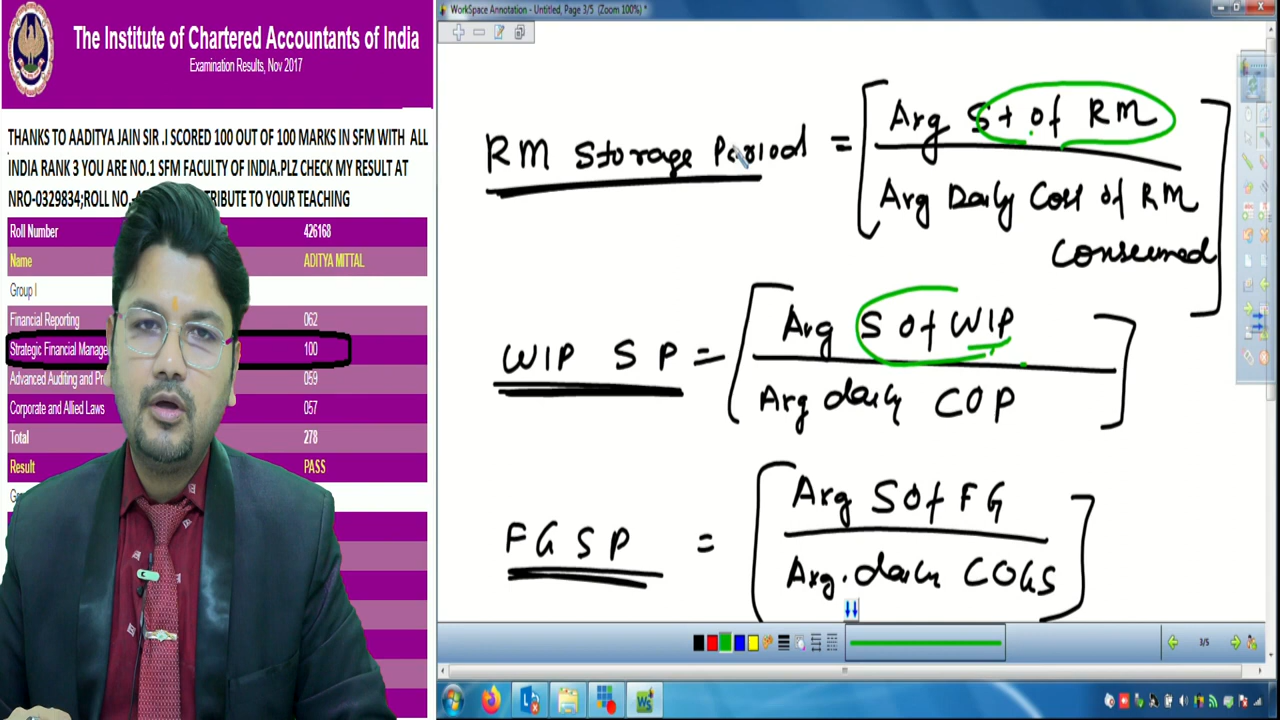 The Institute of Chartered Accountants of India
Examination Results, Nov 2017
THANKS TO AADITYA JAIN SIR .I SCORED 100 OUT OF 100 MARKS IN SFM WITH ALL
INDIA RANK 3 YOU ARE NO.1 SFM FACULTY OF INDIA.PLZ CHECK MY RESULT AT
NRO-0329834;ROLL NO.- TRIBUTE TO YOUR TEACHING
Roll Number 426168
Name ADITYA MITTAL
Group I
Financial Reporting 062
Strategic Financial 100
Advanced Auditing and 059
Corporate and Allied Laws 057
Total 278
Result PASS
WorkSpace Annotation - Untitled, Page 3/5 (Zoom 100%) *
RM Storage Period = [ Avg St of RM
Avg Daily Cost of RM
Consumed ]
WIP S P = [ Avg S of WIP
Avg daily COP ]
FG S P = [ Avg S of FG
Avg. daily COGS ]
3/5